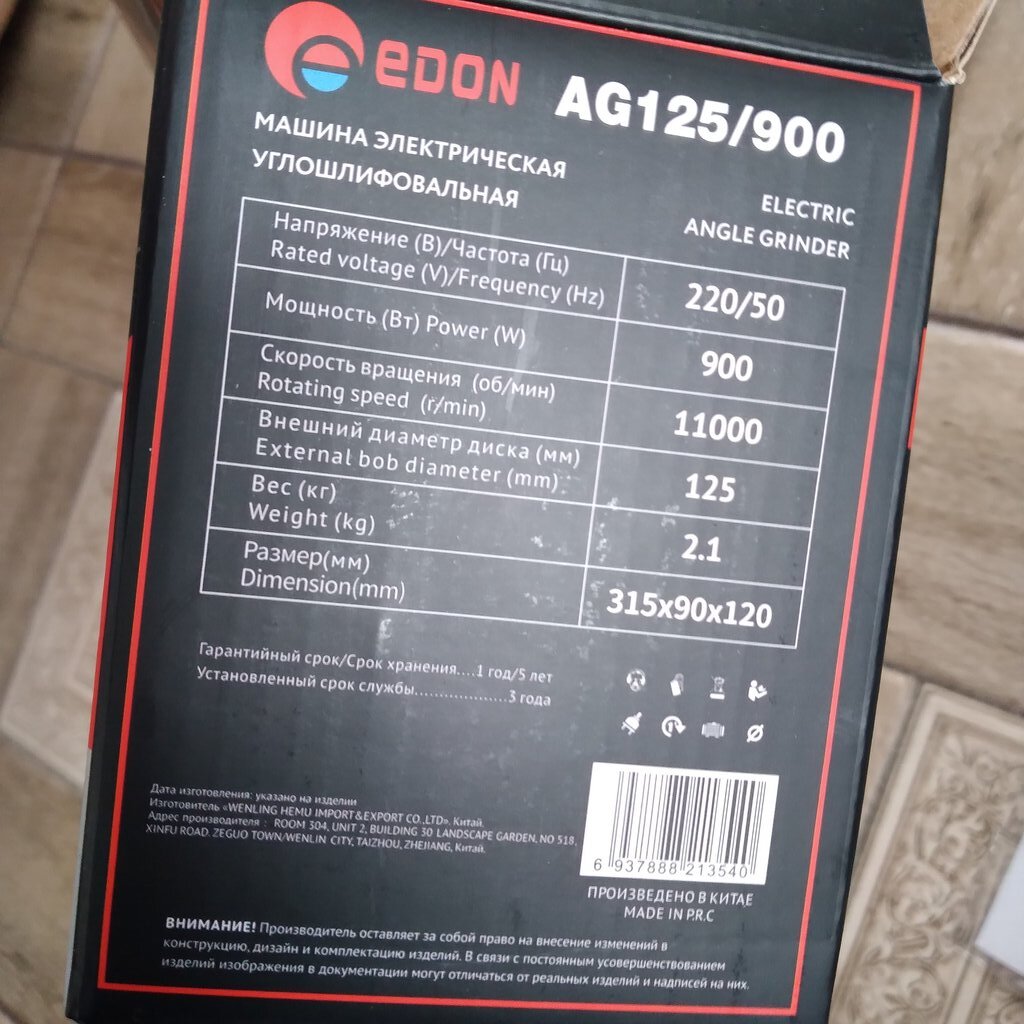 eDON
AG125/900
МАШИНА ЭЛЕКТРИЧЕСКАЯ
УГЛОШЛИФОВАЛЬНАЯ
ELECTRIC
ANGLE GRINDER
Напряжение (В)/Частота (Гц)
Rated voltage (V)/Frequency (Hz)
220/50
Мощность (Вт) Power (W)
900
Скорость вращения (об/мин)
Rotating speed (r/min)
11000
Внешний диаметр диска (мм)
External bob diameter (mm)
125
Вес (кг)
Weight (kg)
2.1
Размер(мм)
Dimension(mm)
315x90x120
Гарантийный срок/Срок хранения....1 год/5 лет
Установленный срок службы..................3 года
Дата изготовления: указано на изделии
Изготовитель «WENLING HEMU IMPORT&EXPORT CO.,LTD». Китай.
Адрес производителя : ROOM 304, UNIT 2, BUILDING 30 LANDSCAPE GARDEN, NO 518,
XINFU ROAD. ZEGUO TOWN/WENLIN CITY, TAIZHOU, ZHEJIANG, Китай.
6 937888 213540
ПРОИЗВЕДЕНО В КИТАЕ
MADE IN P.R.C
ВНИМАНИЕ! Производитель оставляет за собой право на внесение изменений в
конструкцию, дизайн и комплектацию изделий. В связи с постоянным усовершенствованием
изделий изображения в документации могут отличаться от реальных изделий и надписей на них.